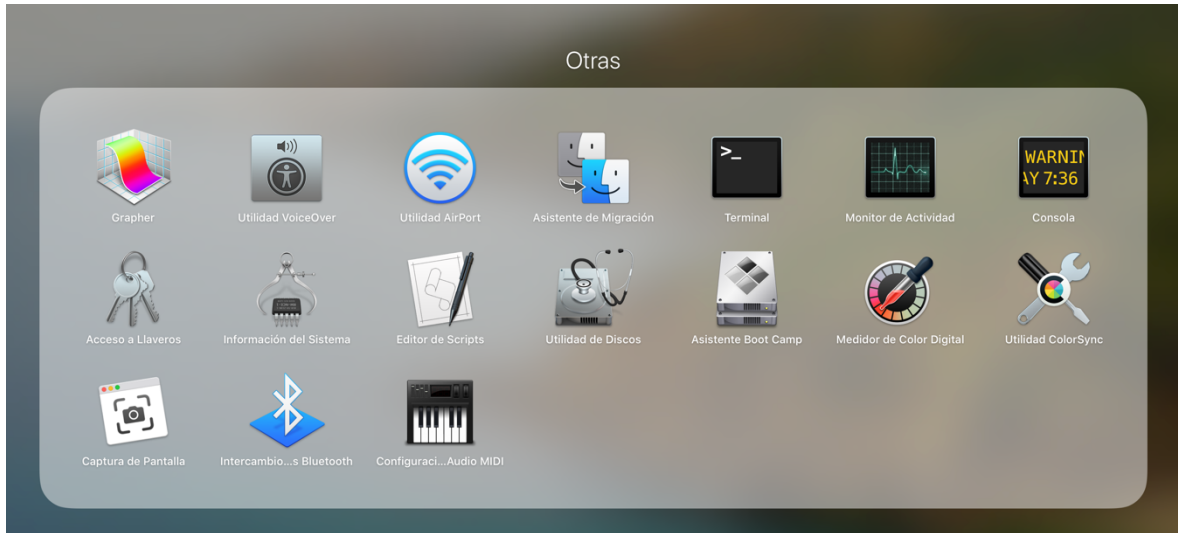 Otras
Grapher
Utilidad VoiceOver
Utilidad AirPort
Asistente de Migración
>_
Terminal
Monitor de Actividad
WARNIN
AY 7:36
Consola
Acceso a Llaveros
Información del Sistema
Editor de Scripts
Utilidad de Discos
Asistente Boot Camp
Medidor de Color Digital
Utilidad ColorSync
Captura de Pantalla
Intercambio...s Bluetooth
Configuraci...Audio MIDI